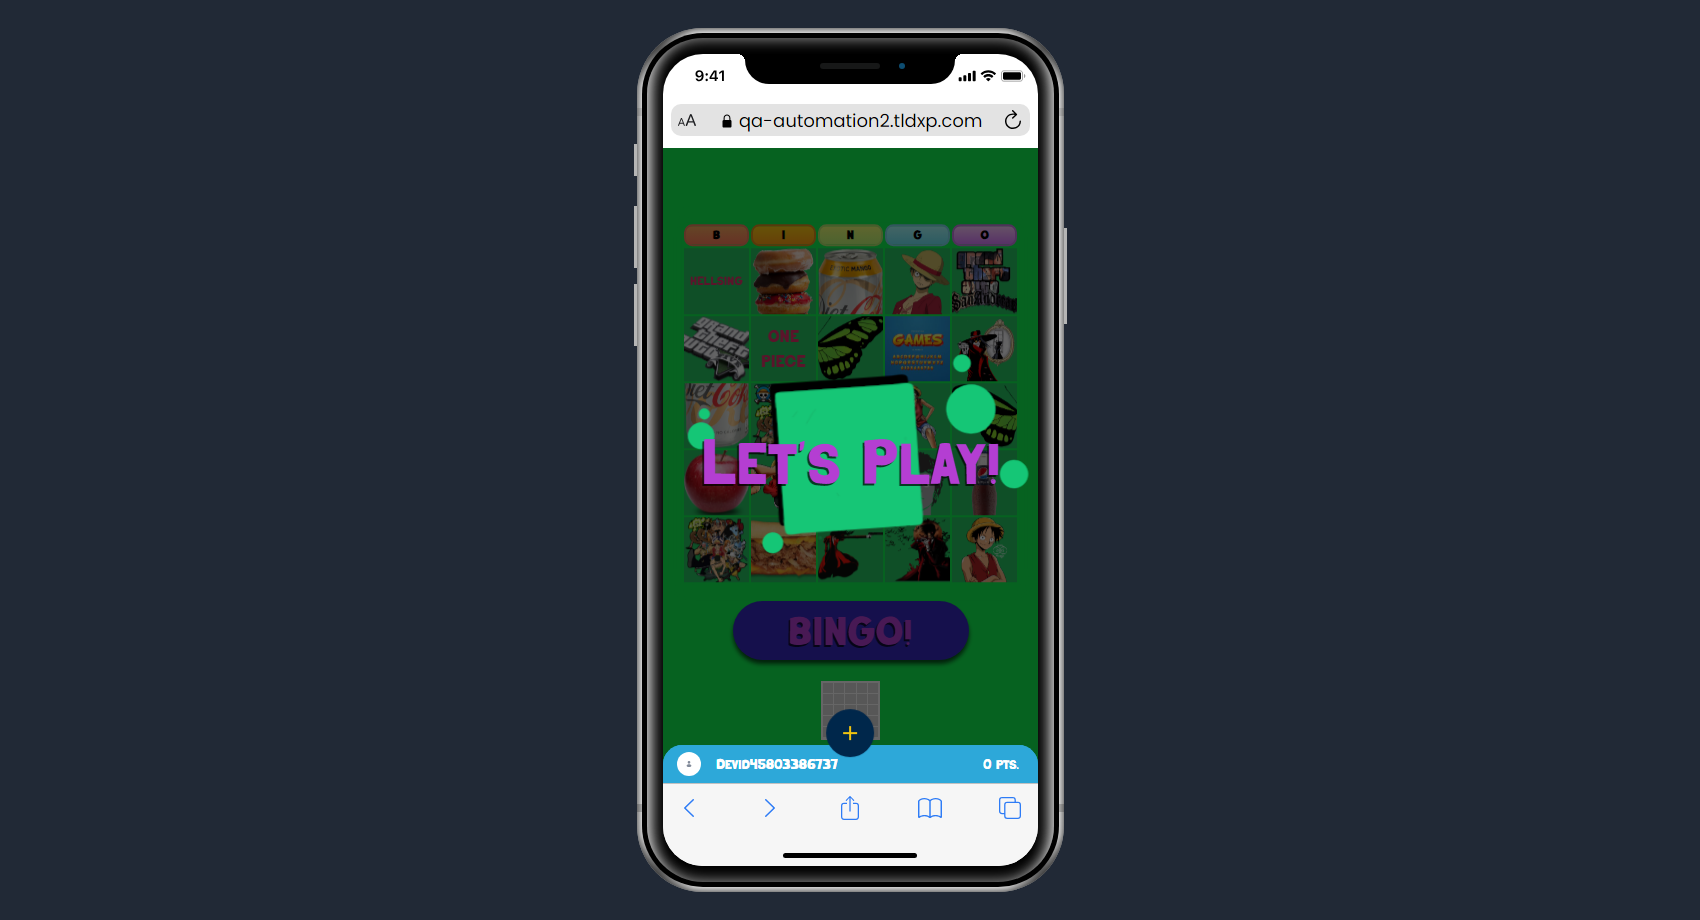 9:41
AA
qa-automation2.tldxp.com
B I N G O
HELLSING
ONE
PIECE
GAMES
LET'S PLAY!
BINGO!
+
DEVID45803386737
0 PTS.